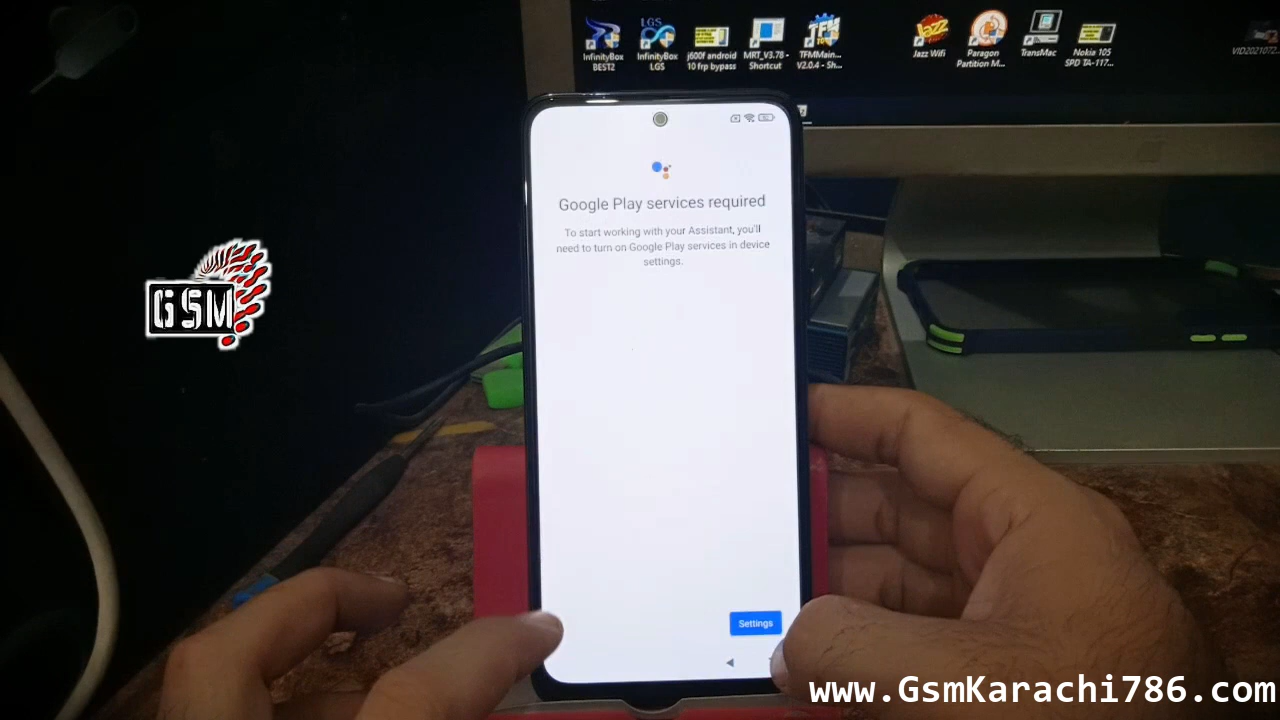 LGS
InfinityBox
BEST2
InfinityBox
LGS
j600f android
10 frp bypass
MRT_V3.78 -
Shortcut
TFMMain...
V2.0.4 - Sh...
Jazz
Jazz Wifi
Paragon
Partition M...
TransMac
Nokia 105
SPD TA-117...
VID2021072...
Google Play services required
To start working with your Assistant, you'll
need to turn on Google Play services in device
settings.
GSM
Settings
www.GsmKarachi786.com